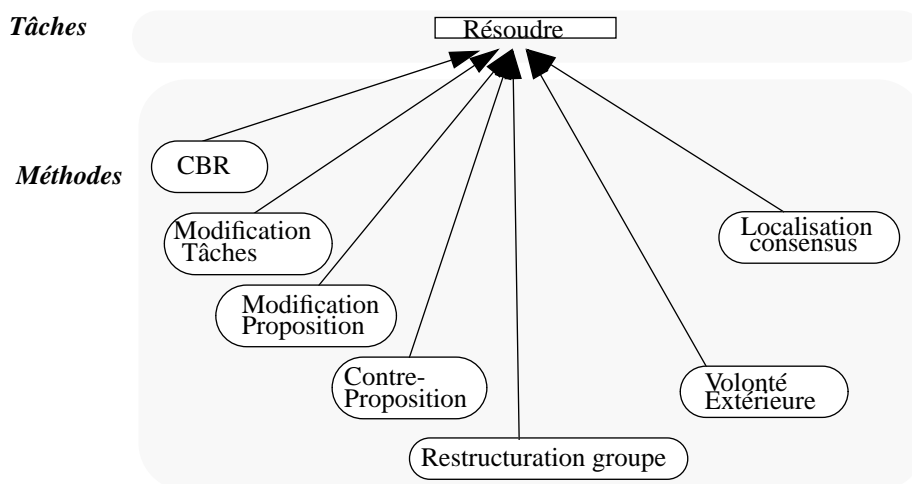 Tâches
Résoudre
CBR
Méthodes
Modification
Tâches
Localisation
consensus
Modification
Proposition
Contre-
Proposition
Volonté
Extérieure
Restructuration groupe